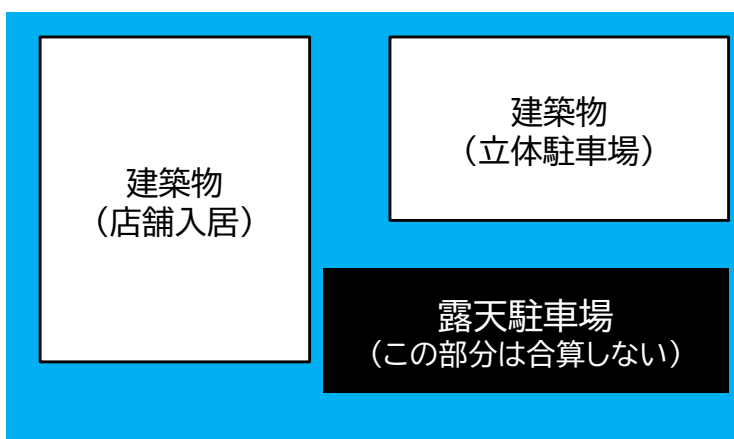 建築物
（店舗入居）
建築物
（立体駐車場）
露天駐車場
（この部分は合算しない）